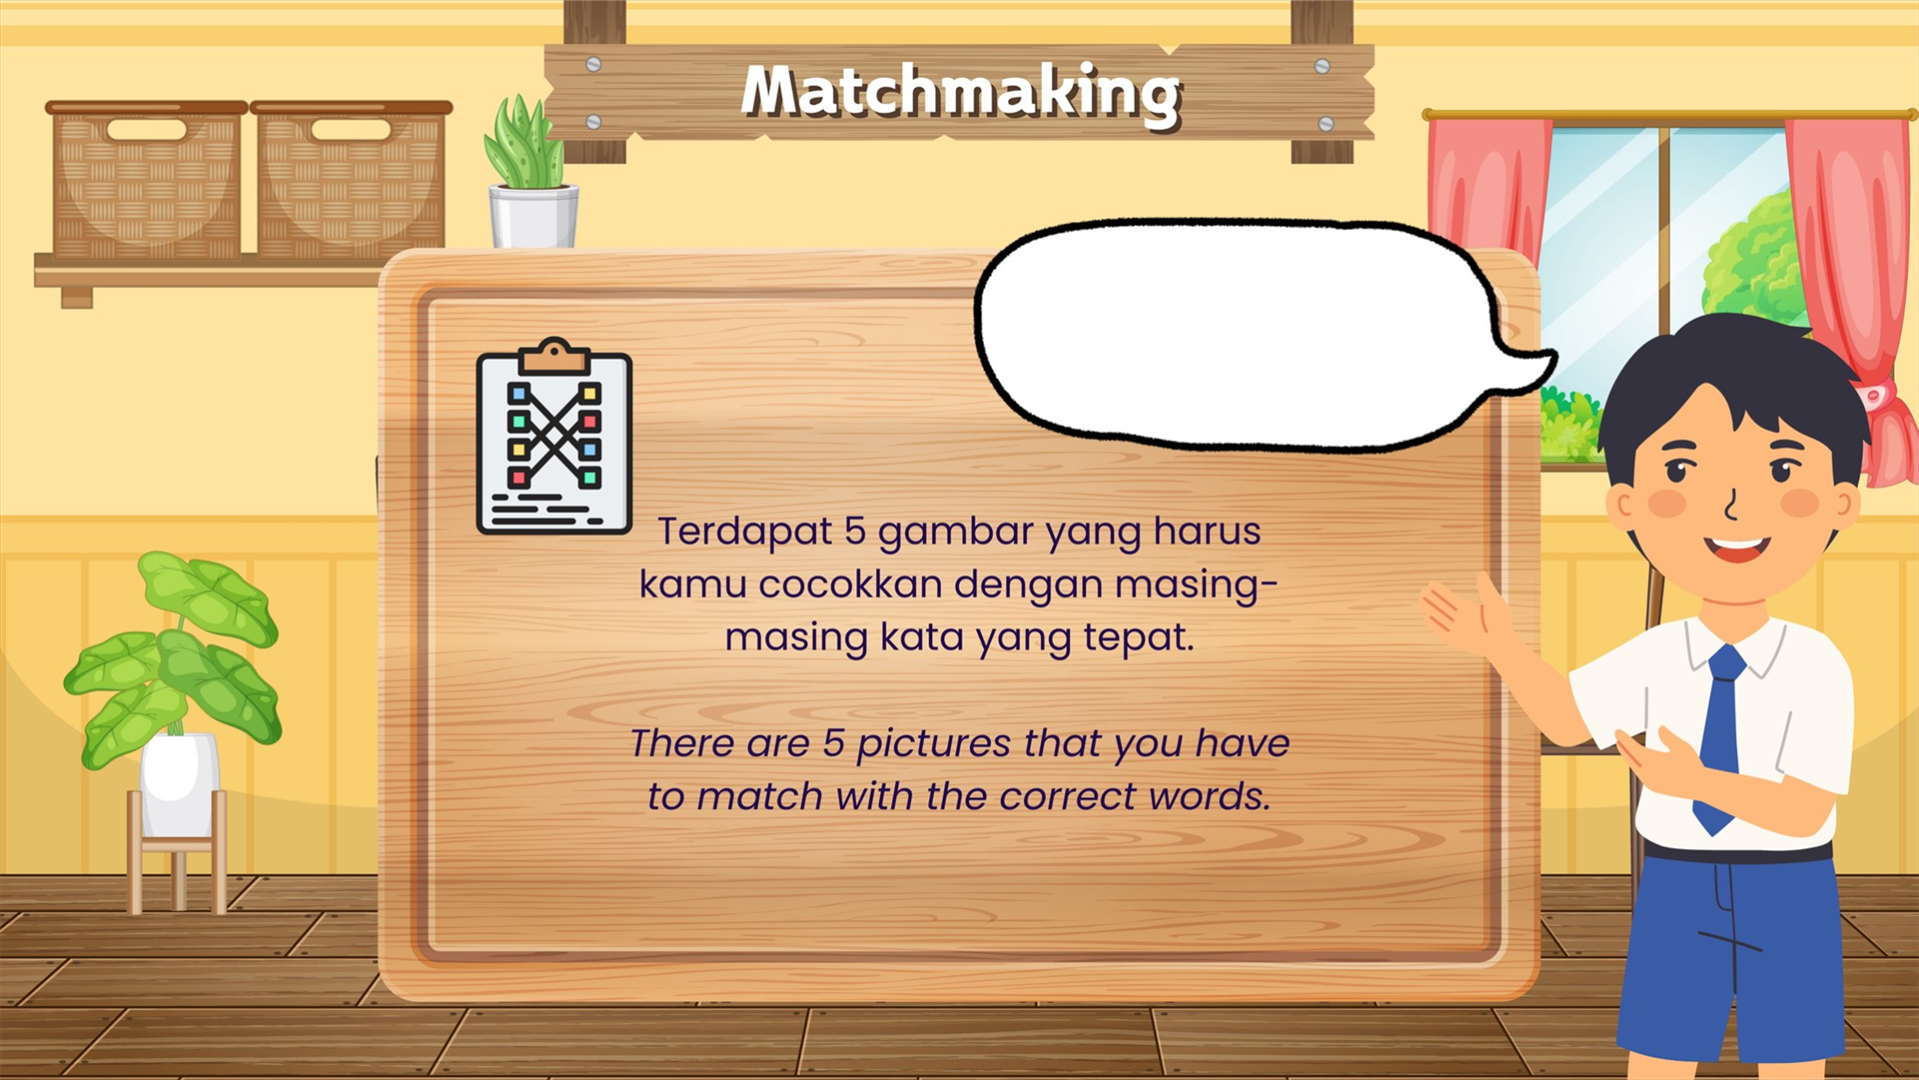 Matchmaking
Terdapat 5 gambar yang harus
kamu cocokkan dengan masing-
masing kata yang tepat.
There are 5 pictures that you have
to match with the correct words.